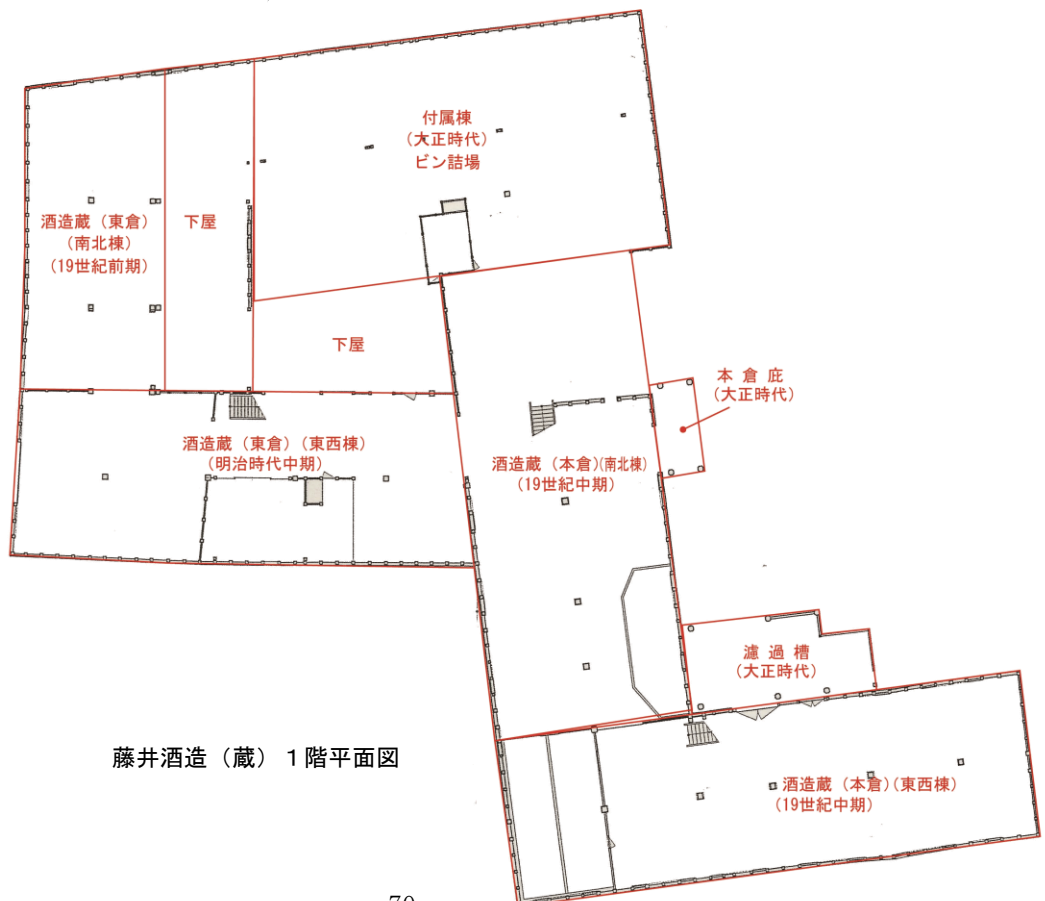 付属棟
(大正時代)
ビン詰場
酒造蔵（東倉）
(南北棟)
(19世紀前期)
下屋
下屋
本倉庇
(大正時代)
酒造蔵（東倉）(東西棟)
(明治時代中期)
酒造蔵（本倉）(南北棟)
(19世紀中期)
濾過槽
(大正時代)
藤井酒造（蔵）１階平面図
酒造蔵（本倉）(東西棟)
(19世紀中期)